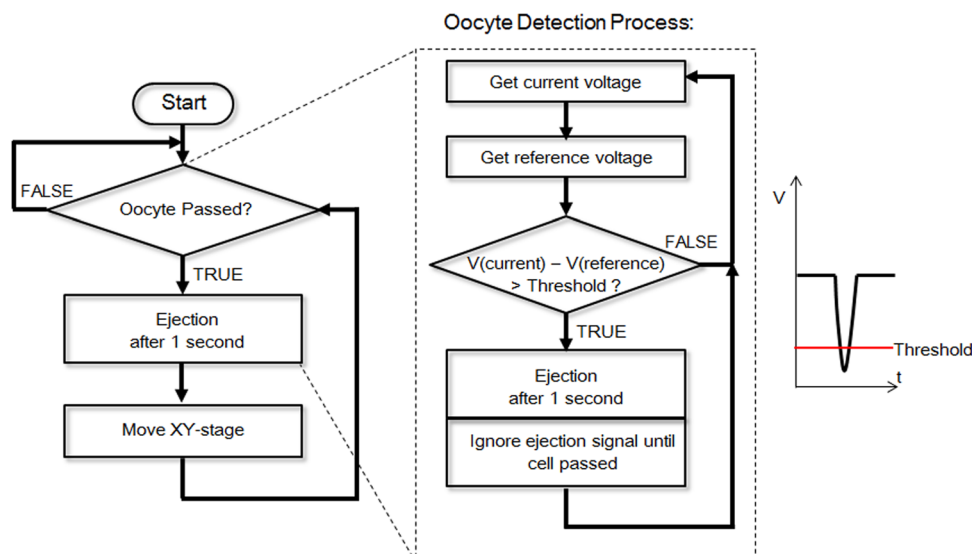 Oocyte Detection Process:
Start
FALSE
Oocyte Passed?
TRUE
Ejection
after 1 second
Move XY-stage
Get current voltage
Get reference voltage
FALSE
V(current) – V(reference)
> Threshold ?
TRUE
Ejection
after 1 second
Ignore ejection signal until
cell passed
V
Threshold
t